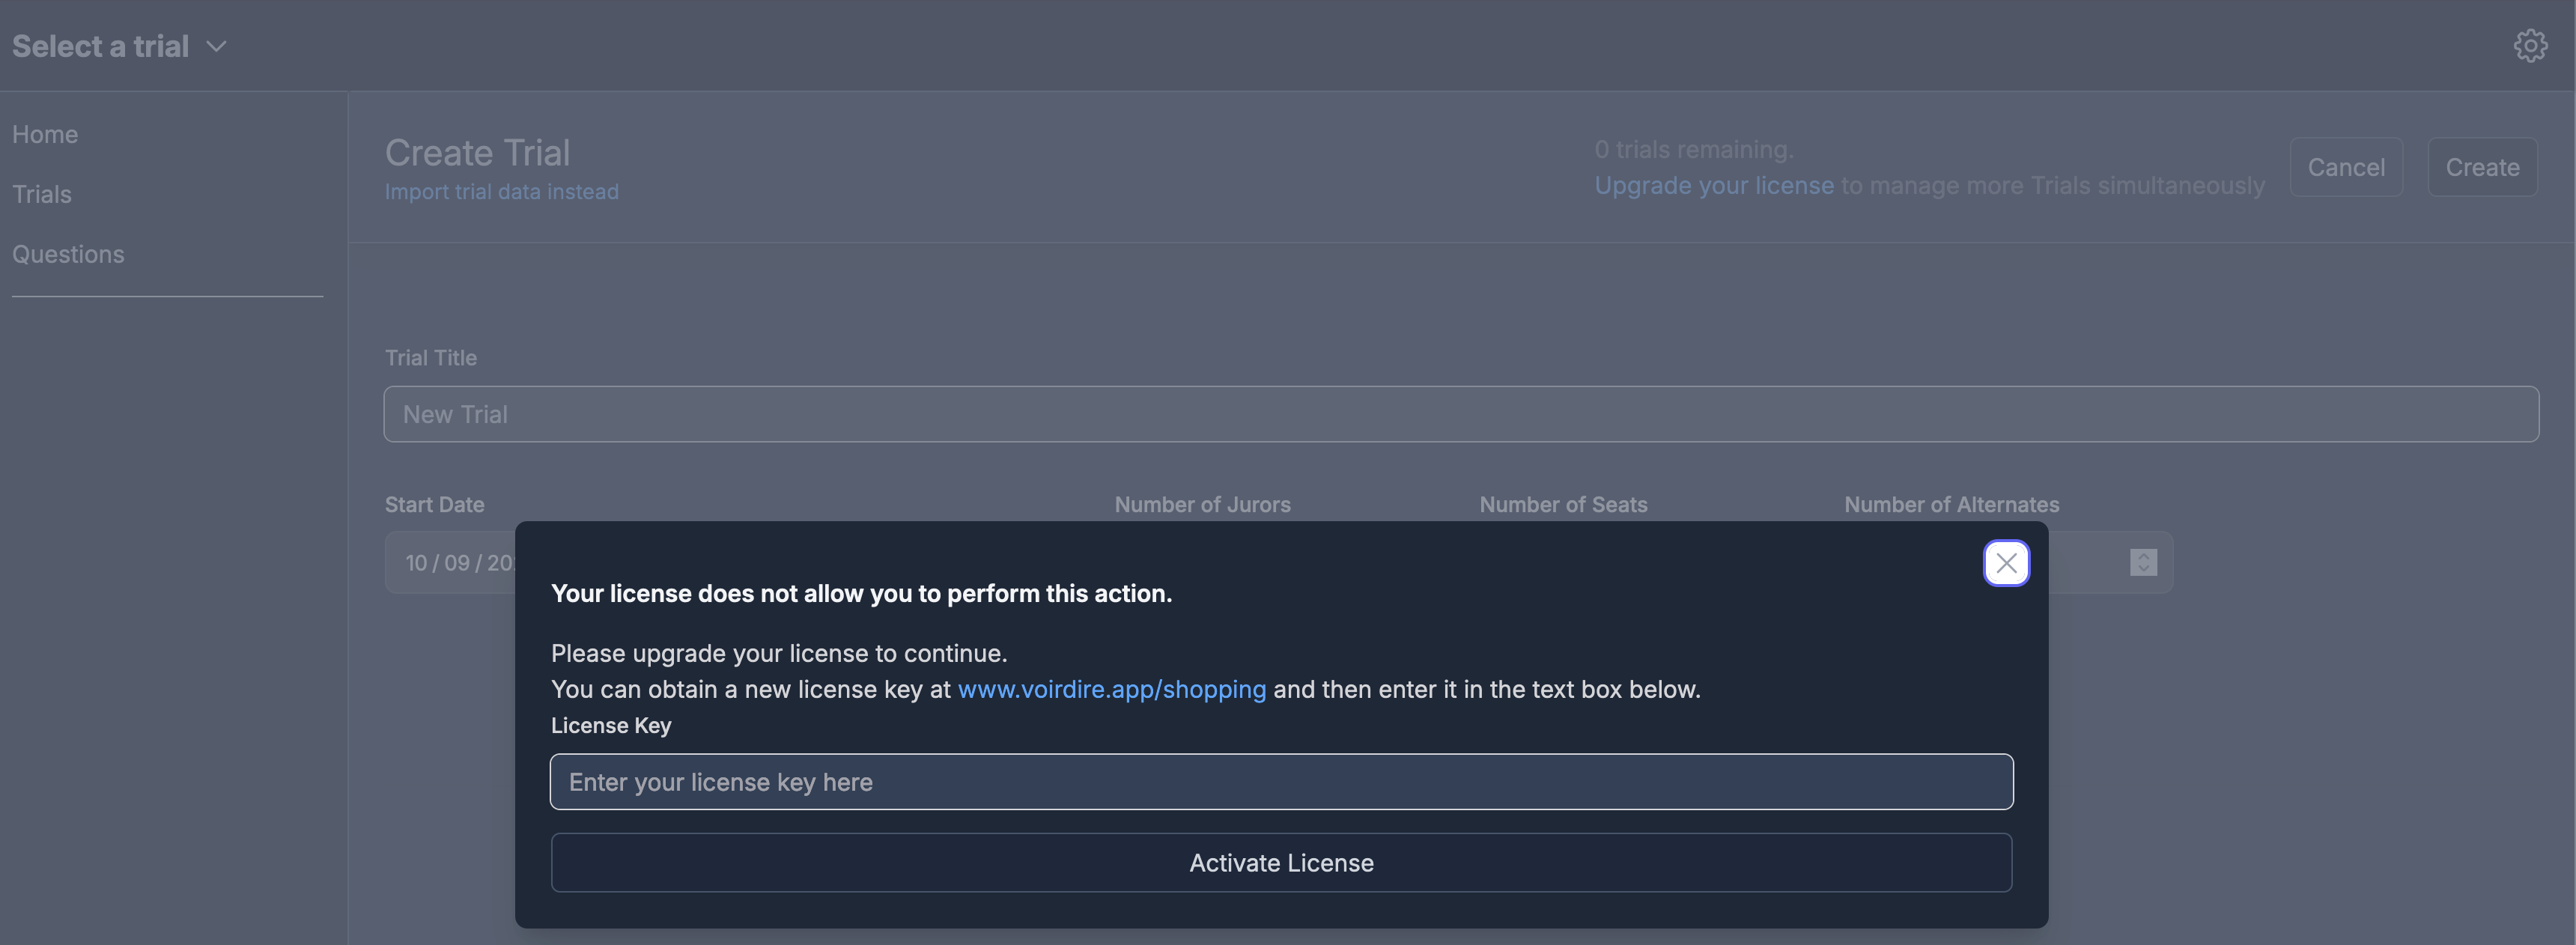 Select a trial
Home
Trials
Questions
Create Trial
Import trial data instead
0 trials remaining.
Upgrade your license to manage more Trials simultaneously
Cancel
Create
Trial Title
New Trial
Start Date
Number of Jurors
Number of Seats
Number of Alternates
10 / 09 / 20
Your license does not allow you to perform this action.
Please upgrade your license to continue.
You can obtain a new license key at www.voirdire.app/shopping and then enter it in the text box below.
License Key
Enter your license key here
Activate License